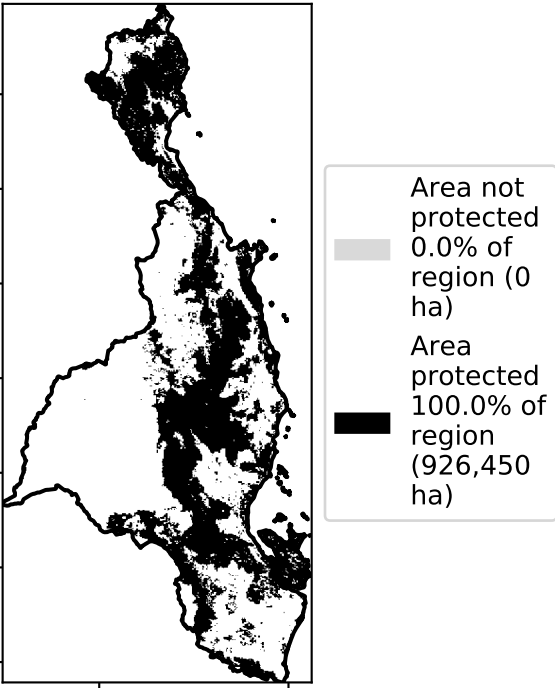 Area not
protected
0.0% of
region (0
ha)
Area
protected
100.0% of
region
(926,450
ha)